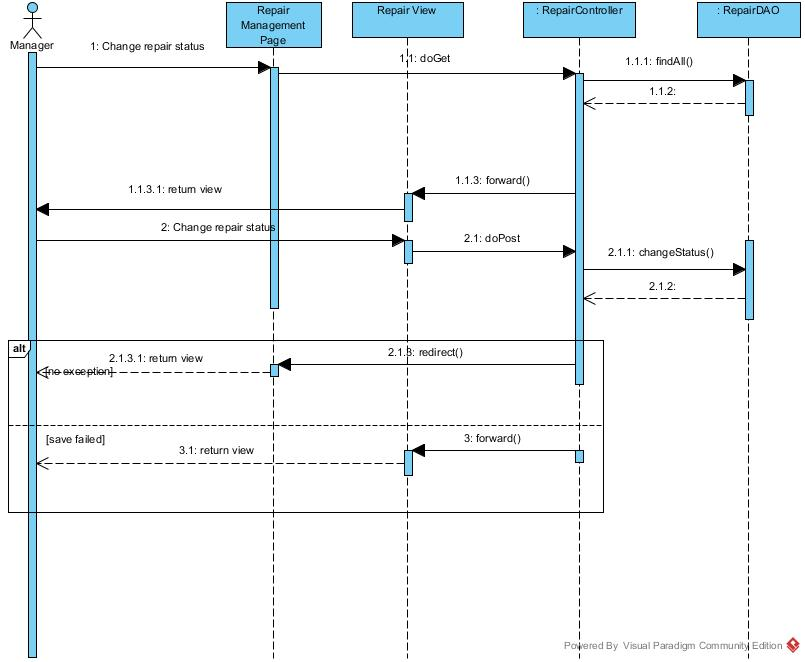 Manager
Repair
Management
Page
Repair View
: RepairController
: RepairDAO
1: Change repair status
1.1: doGet
1.1.1: findAll()
1.1.2:
1.1.3: forward()
1.1.3.1: return view
2: Change repair status
2.1: doPost
2.1.1: changeStatus()
2.1.2:
alt
2.1.3: redirect()
2.1.3.1: return view
[no exception]
[save failed]
3: forward()
3.1: return view
Powered By Visual Paradigm Community Edition